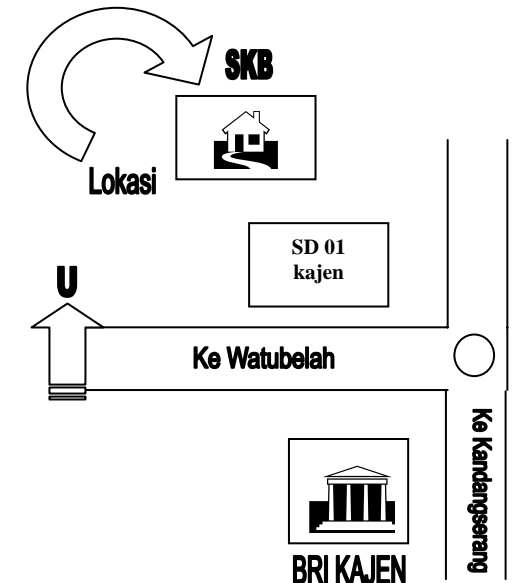 SKB
Lokasi
SD 01
kajen
U
Ke Watubelah
Ke Kandangserang
BRI KAJEN